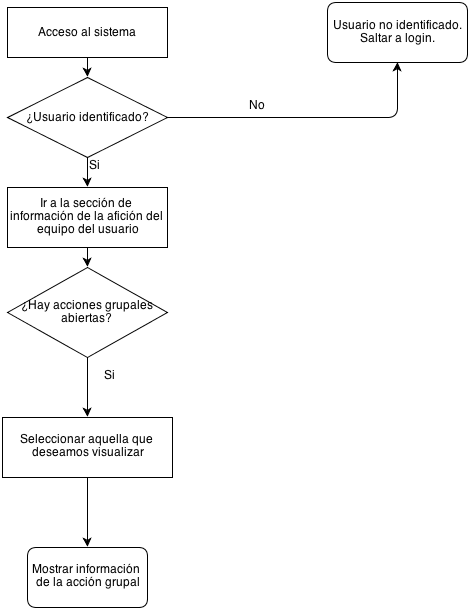 Acceso al sistema
Usuario no identificado.
Saltar a login.
¿Usuario identificado?
No
Si
Ir a la sección de
información de la afición del
equipo del usuario
¿Hay acciones grupales
abiertas?
Si
Seleccionar aquella que
deseamos visualizar
Mostrar información
de la acción grupal